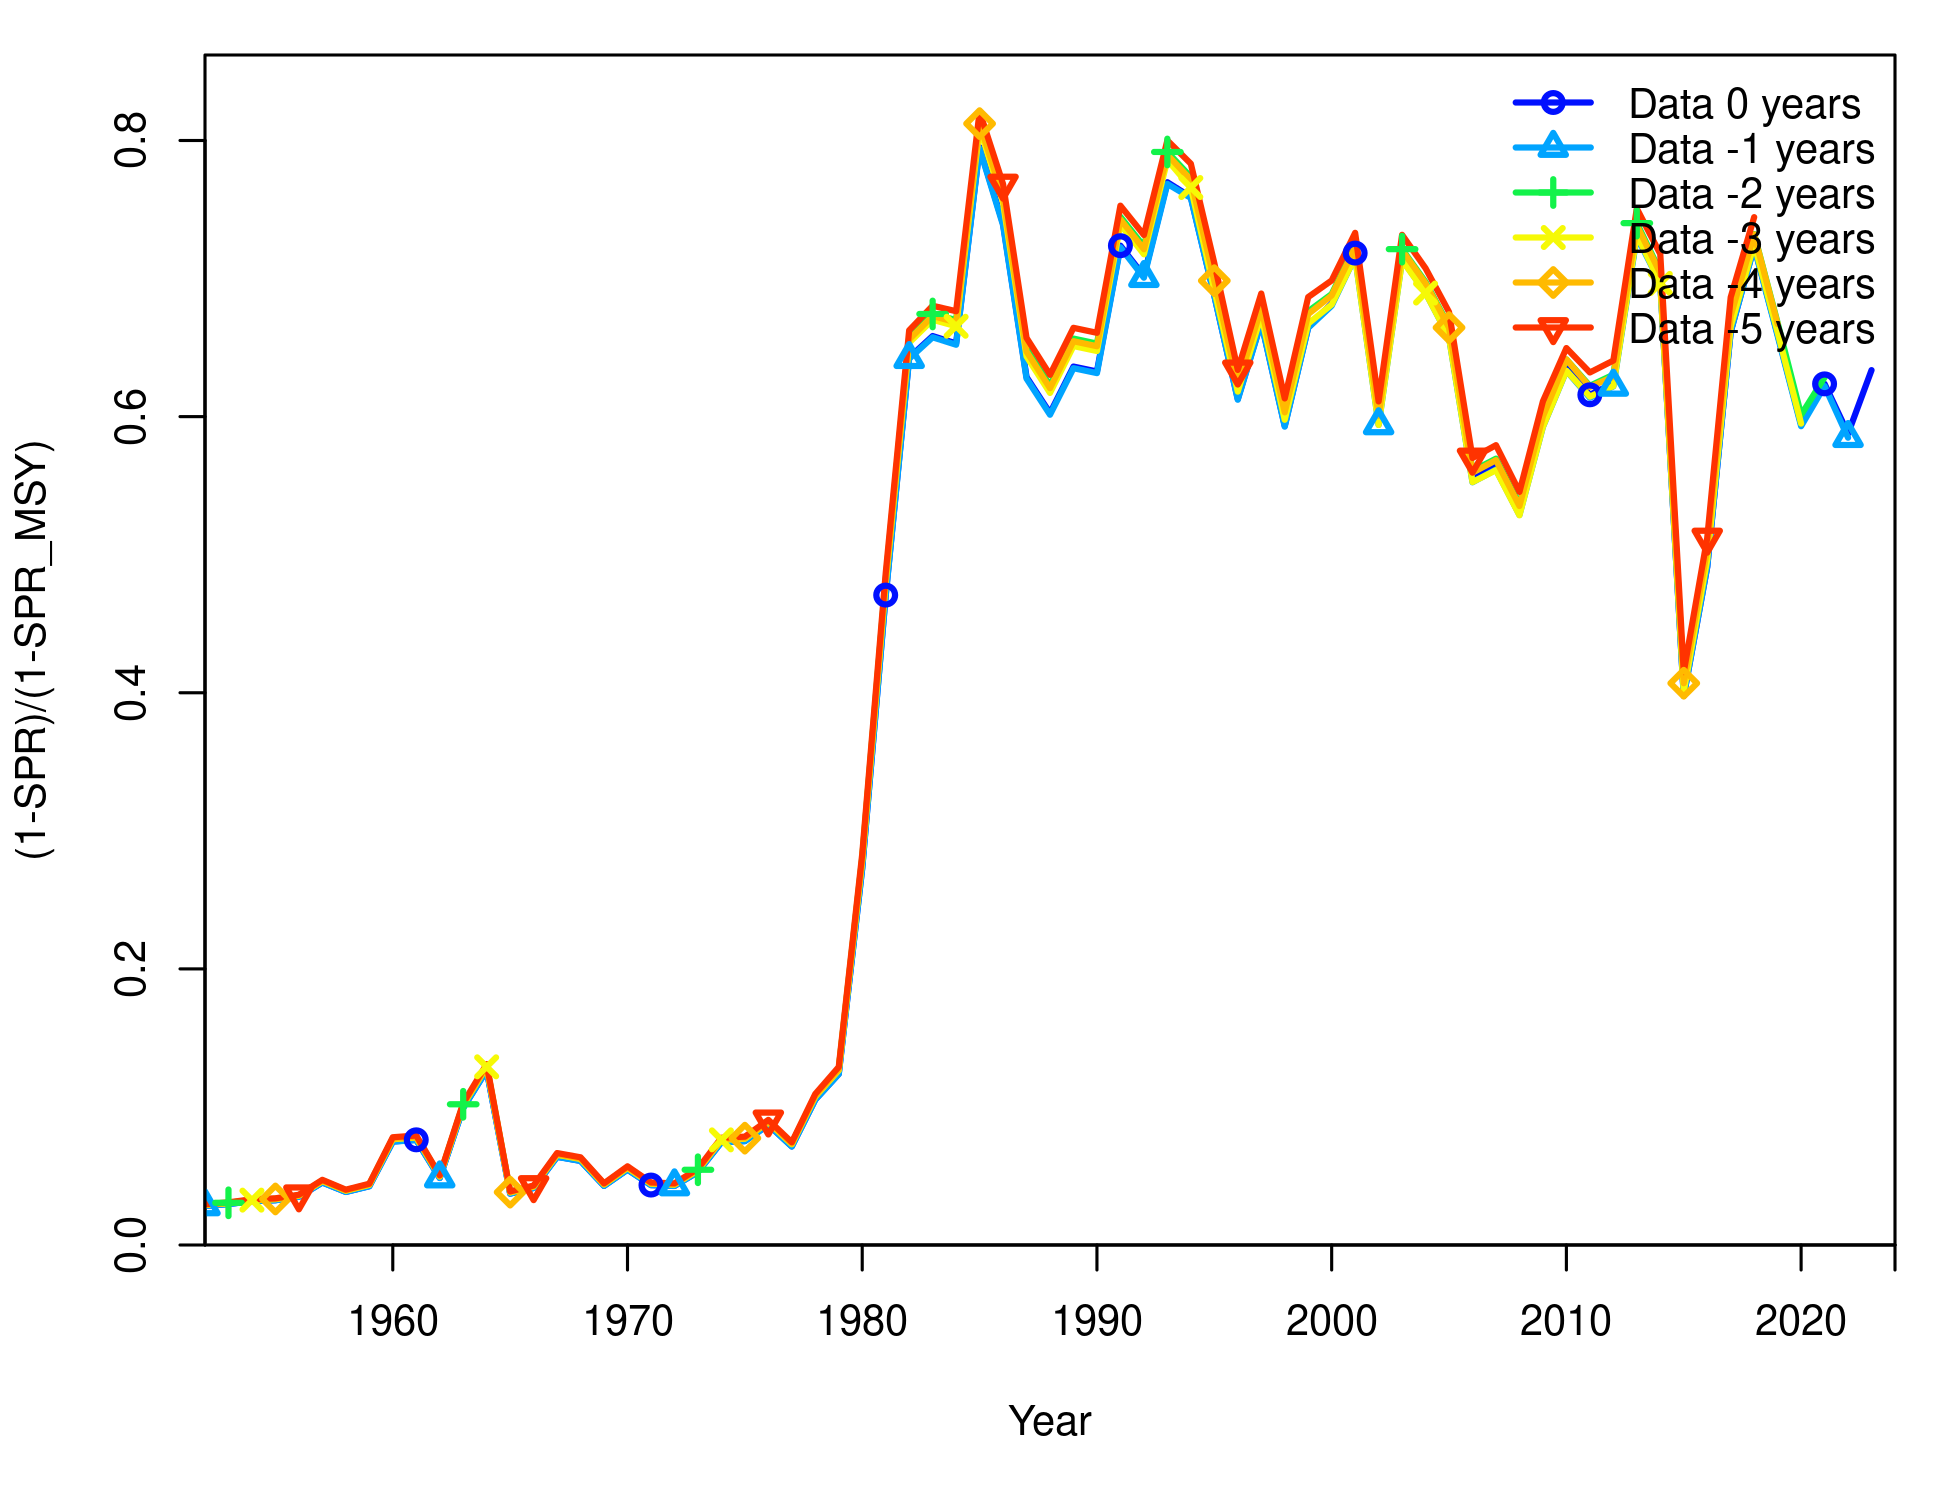 Data 0 years
Data -1 years
Data -2 years
Data -3 years
Data -4 years
Data -5 years
(1-SPR)/(1-SPR_MSY)
0.8
0.6
0.4
0.2
0.0
1960 1970 1980 1990 2000 2010 2020
Year